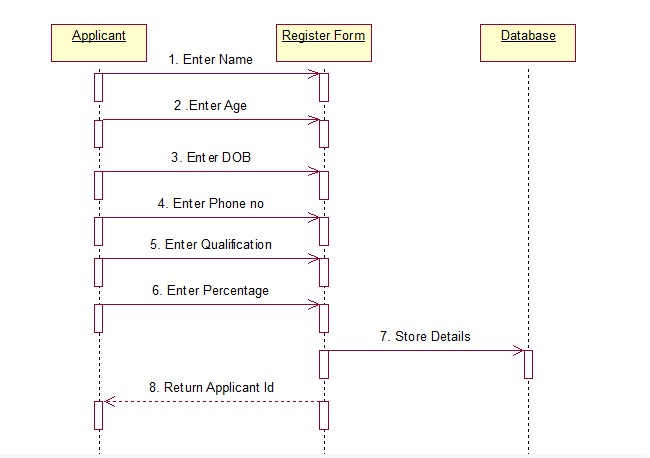 Applicant
Register Form
Database
1. Enter Name
2 .Enter Age
3. Enter DOB
4. Enter Phone no
5. Enter Qualification
6. Enter Percentage
7. Store Details
8. Return Applicant Id